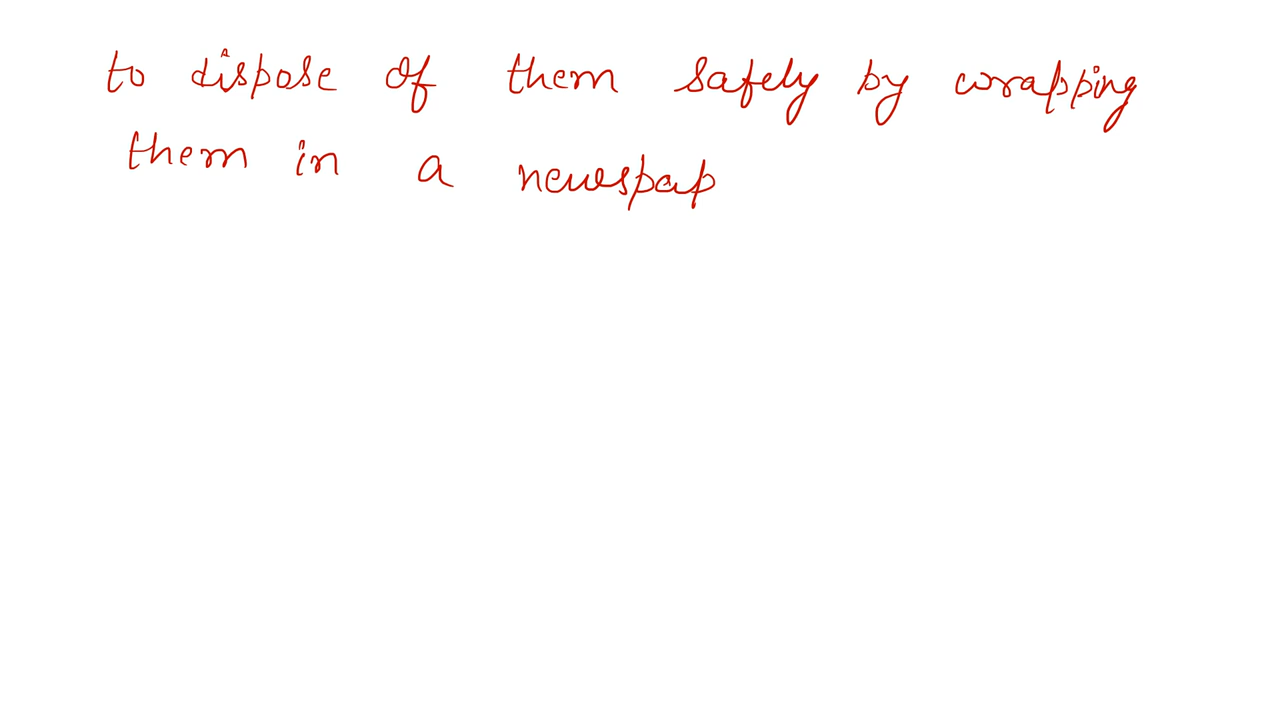 to dispose of them safely by wrapping
them in a newspap